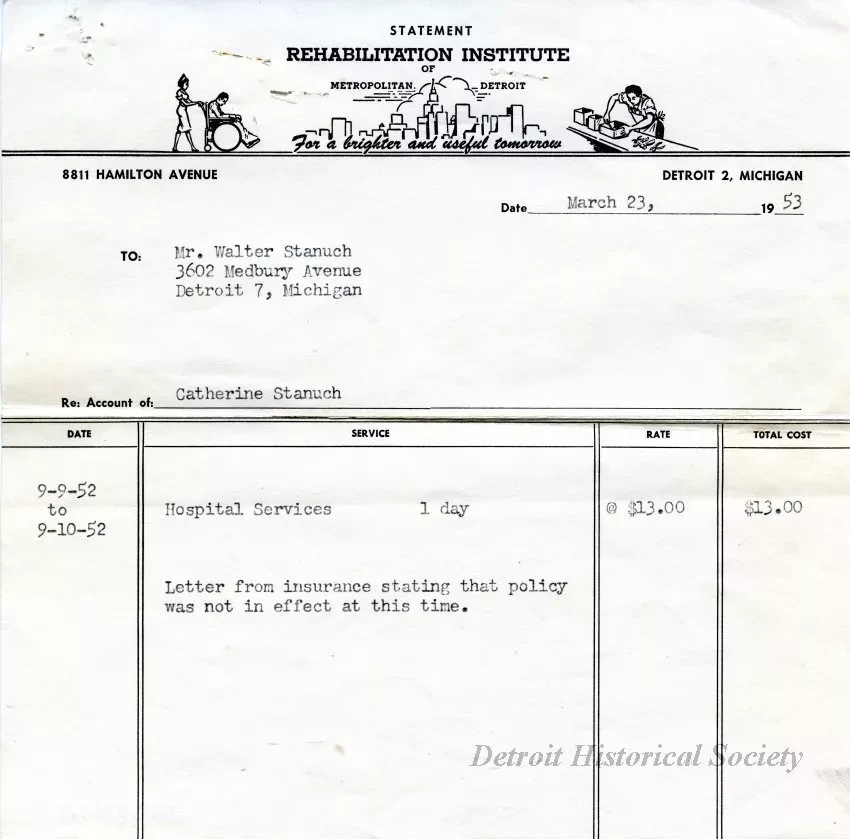 STATEMENT
REHABILITATION INSTITUTE
OF
METROPOLITAN DETROIT
For a brighter and useful tomorrow
8811 HAMILTON AVENUE DETROIT 2, MICHIGAN
Date March 23, 19 53
TO: Mr. Walter Stanuch
3602 Medbury Avenue
Detroit 7, Michigan
Re: Account of: Catherine Stanuch
DATE SERVICE RATE TOTAL COST
9-9-52
to
9-10-52
Hospital Services 1 day @ $13.00 $13.00
Letter from insurance stating that policy
was not in effect at this time.
Detroit Historical Society